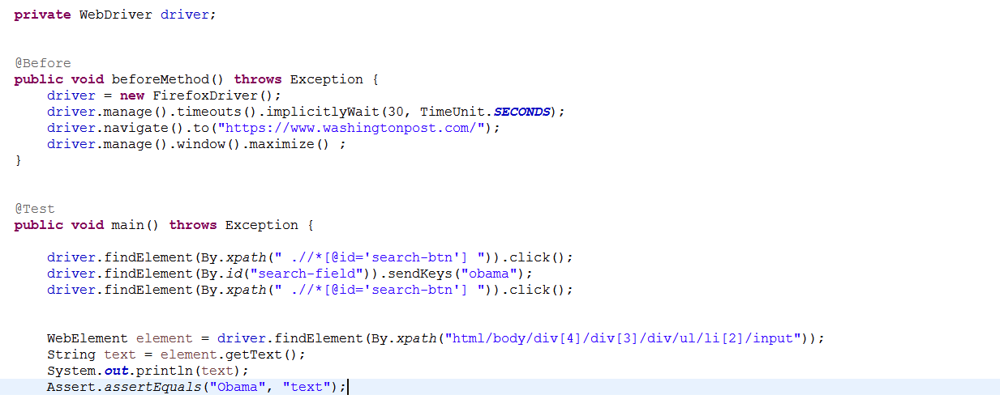 private WebDriver driver;
@Before
public void beforeMethod() throws Exception {
driver = new FirefoxDriver();
driver.manage().timeouts().implicitlyWait(30, TimeUnit.SECONDS);
driver.navigate().to("https://www.washingtonpost.com/");
driver.manage().window().maximize() ;
}
@Test
public void main() throws Exception {
driver.findElement(By.xpath(" .//*[@id='search-btn'] ")).click();
driver.findElement(By.id("search-field")).sendKeys("obama");
driver.findElement(By.xpath(" .//*[@id='search-btn'] ")).click();
WebElement element = driver.findElement(By.xpath("html/body/div[4]/div[3]/div/ul/li[2]/input"));
String text = element.getText();
System.out.println(text);
Assert.assertEquals("Obama", "text");